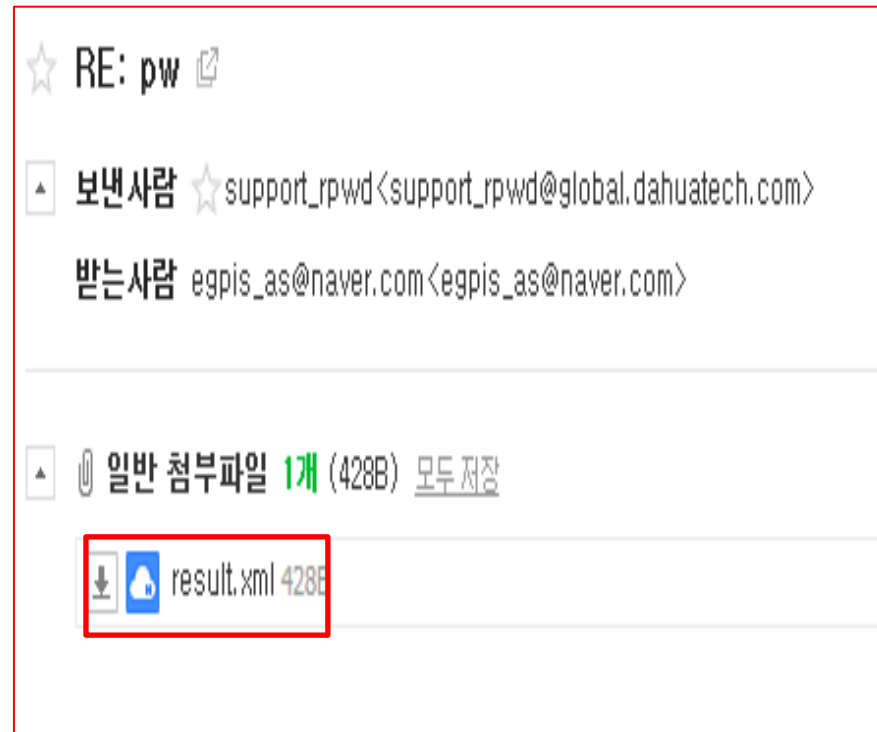 RE: pw
보낸사람 support_rpwd<support_rpwd@global.dahuatech.com>
받는사람 egpis_as@naver.com<egpis_as@naver.com>
일반 첨부파일 1개 (428B) 모두 저장
result.xml 428B